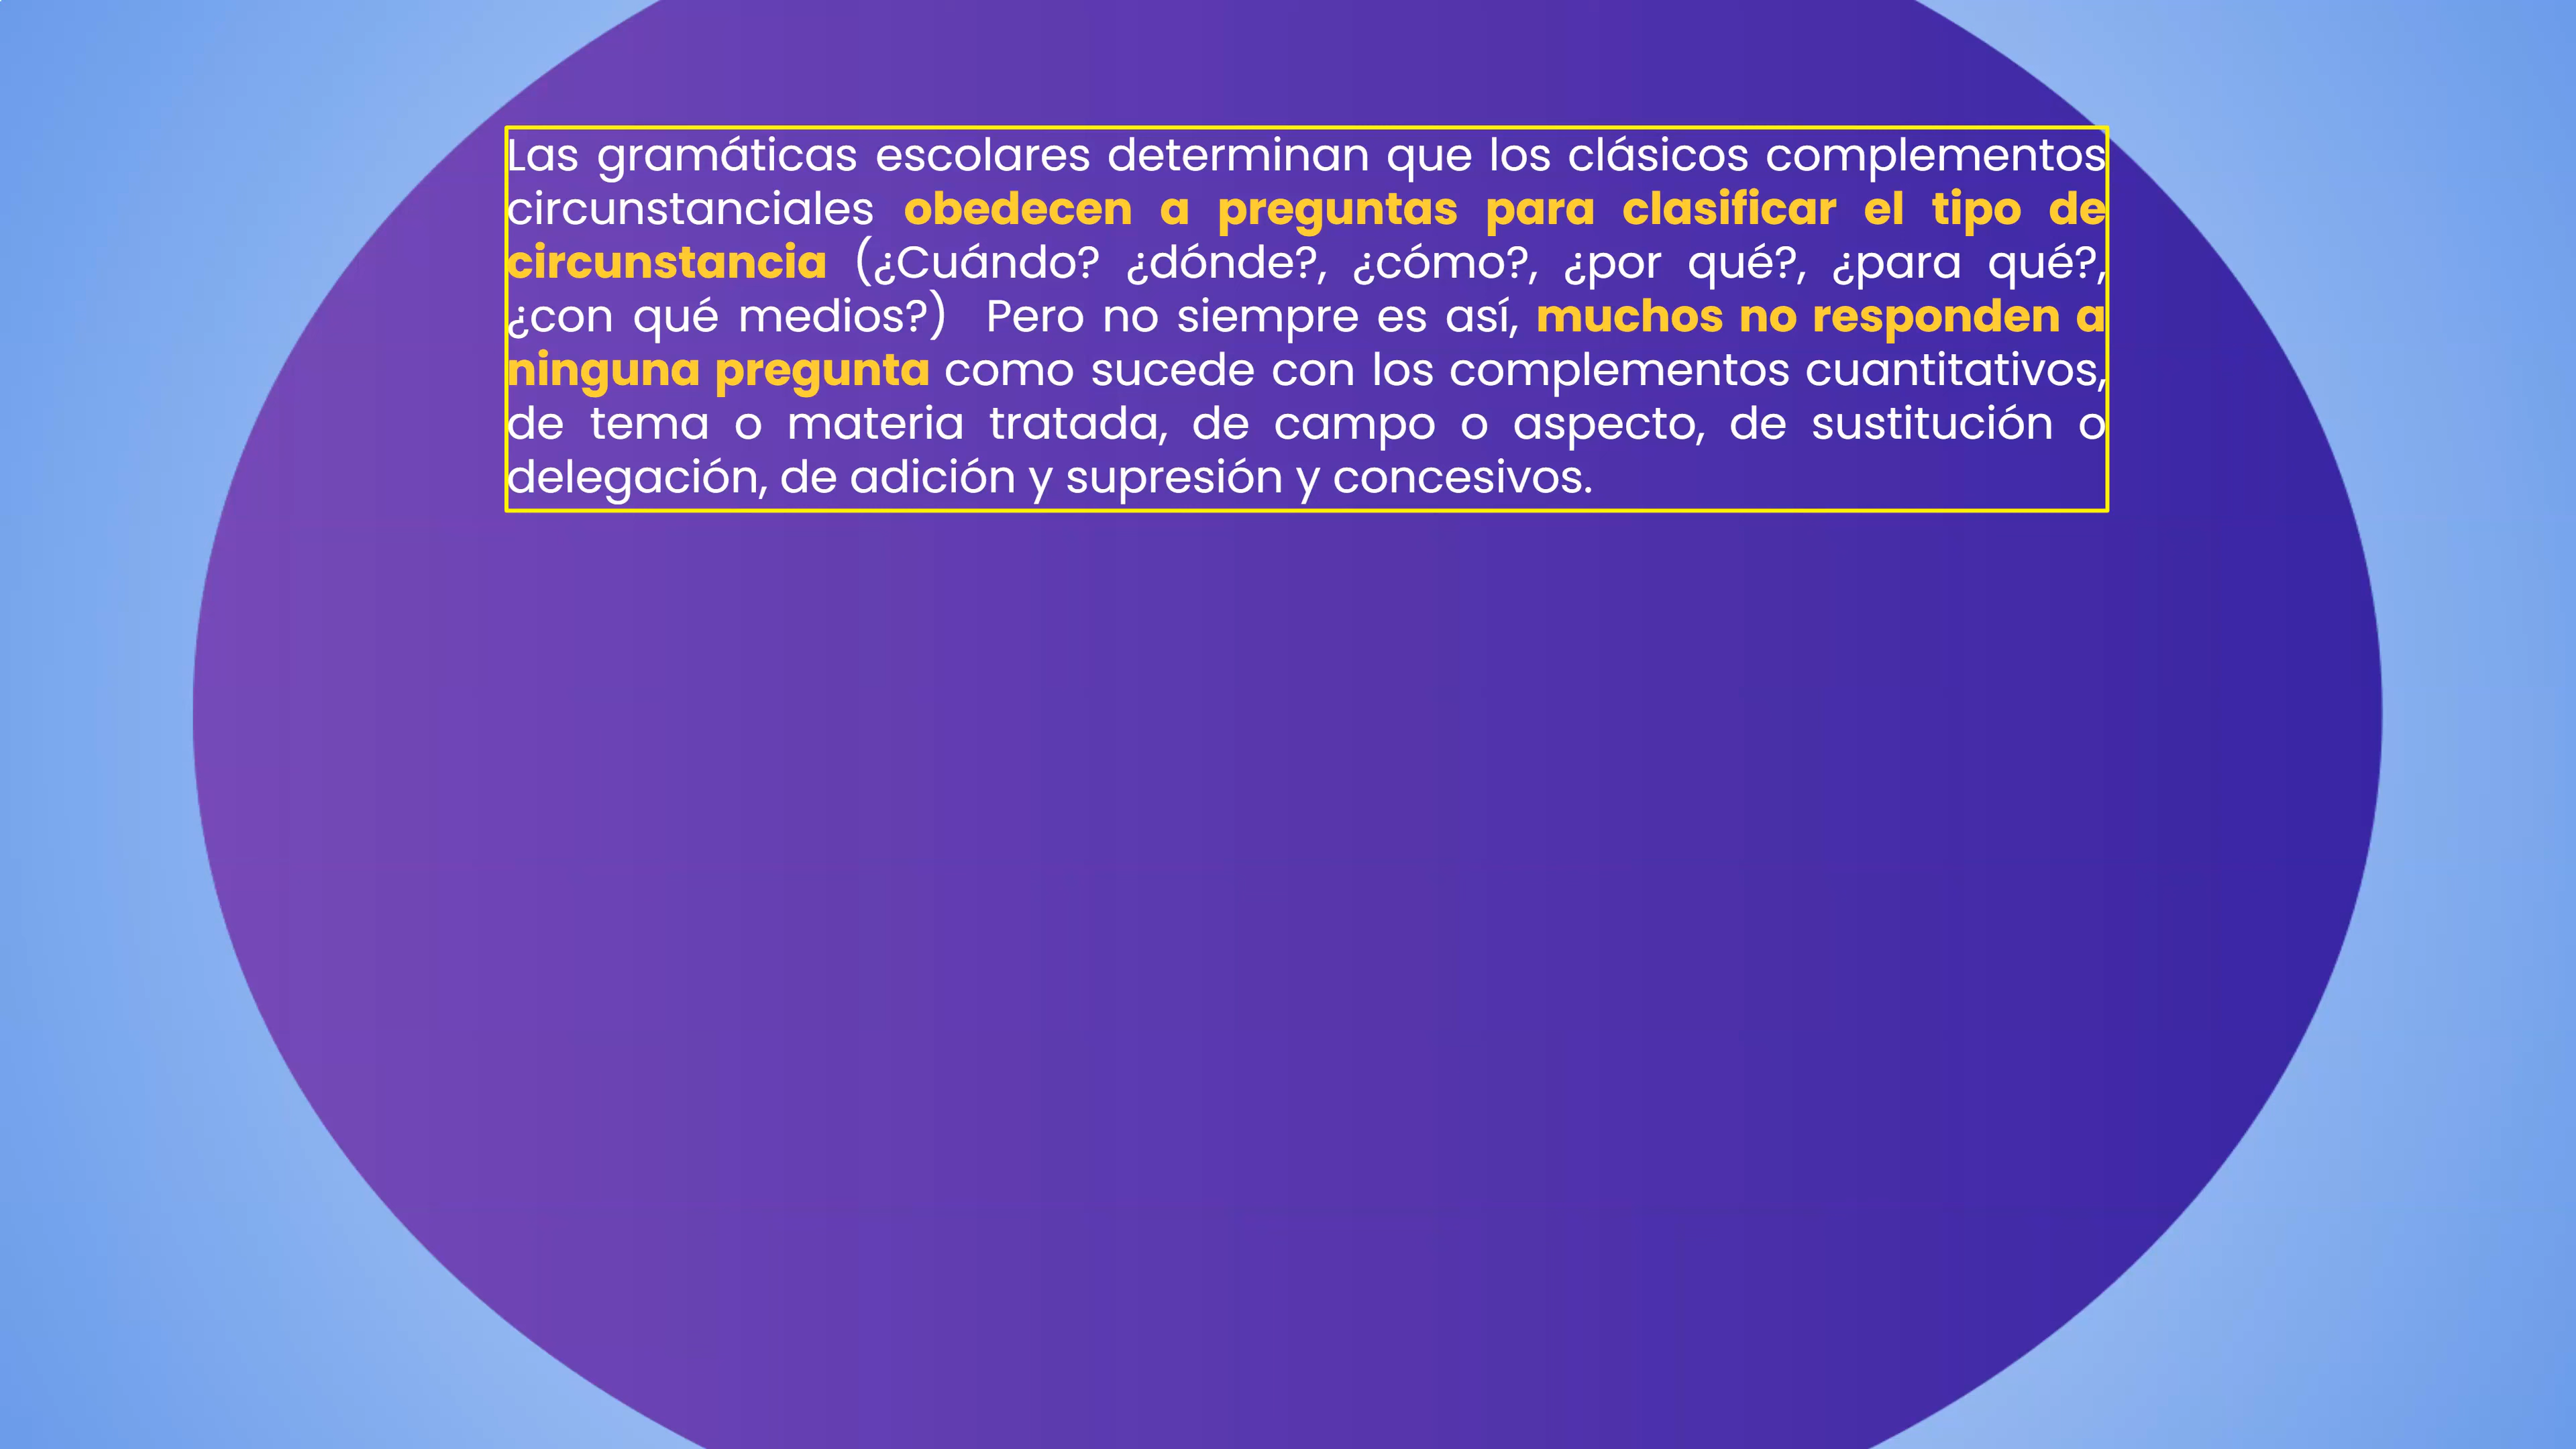 Las gramáticas escolares determinan que los clásicos complementos
circunstanciales obedecen a preguntas para clasificar el tipo de
circunstancia (¿Cuándo? ¿dónde?, ¿cómo?, ¿por qué?, ¿para qué?,
¿con qué medios?)  Pero no siempre es así, muchos no responden a
ninguna pregunta como sucede con los complementos cuantitativos,
de tema o materia tratada, de campo o aspecto, de sustitución o
delegación, de adición y supresión y concesivos.